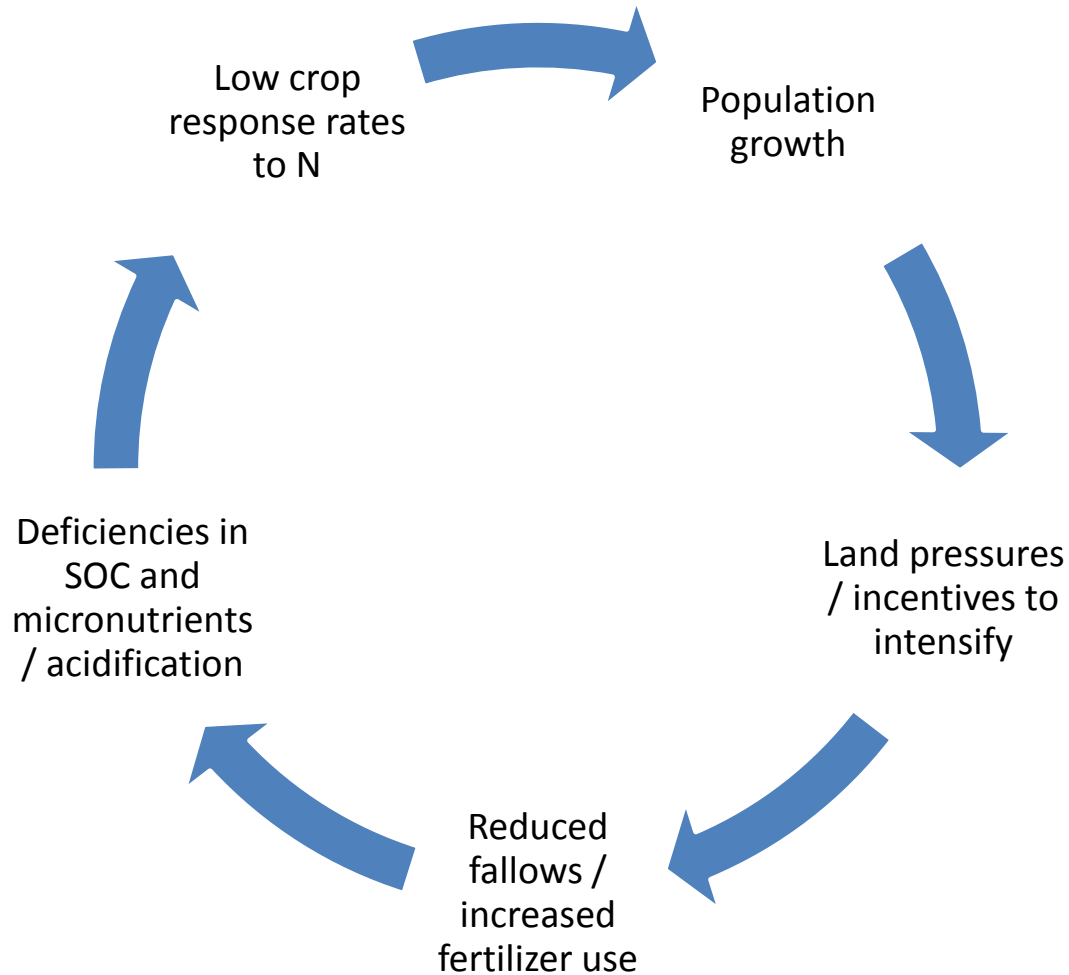 Low crop
response rates
to N
Population
growth
Land pressures
/ incentives to
intensify
Reduced
fallows /
increased
fertilizer use
Deficiencies in
SOC and
micronutrients
/ acidification